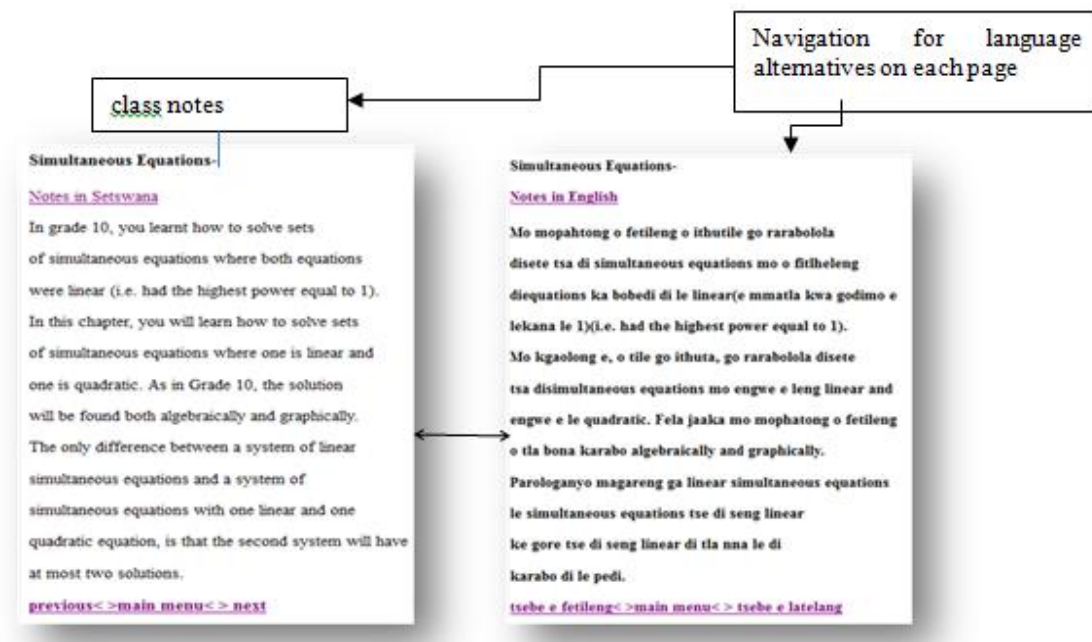 Navigation for language
alternatives on each page
class notes
Simultaneous Equations-
Notes in Setswana
In grade 10, you learnt how to solve sets
of simultaneous equations where both equations
were linear (i.e. had the highest power equal to 1).
In this chapter, you will learn how to solve sets
of simultaneous equations where one is linear and
one is quadratic. As in Grade 10, the solution
will be found both algebraically and graphically.
The only difference between a system of linear
simultaneous equations and a system of
simultaneous equations with one linear and one
quadratic equation, is that the second system will have
at most two solutions.
previous< >main menu< > next
Simultaneous Equations-
Notes in English
Mo mopahtong o fetileng o ithutile go rarabolola
disete tsa di simultaneous equations mo o fitlheleng
diequations ka bobedi di le linear(e mmatla kwa godimo e
lekana le 1)(i.e. had the highest power equal to 1).
Mo kgaolong e, o tile go ithuta, go rarabolola disete
tsa disimultaneous equations mo engwe e leng linear and
engwe e le quadratic. Fela jaaka mo mophatong o fetileng
o tla bona karabo algebraically and graphically.
Parologanyo magareng ga linear simultaneous equations
le simultaneous equations tse di seng linear
ke gore tse di seng linear di tla nna le di
karabo di le pedi.
tsebe e fetileng< >main menu< > tsebe e latelang